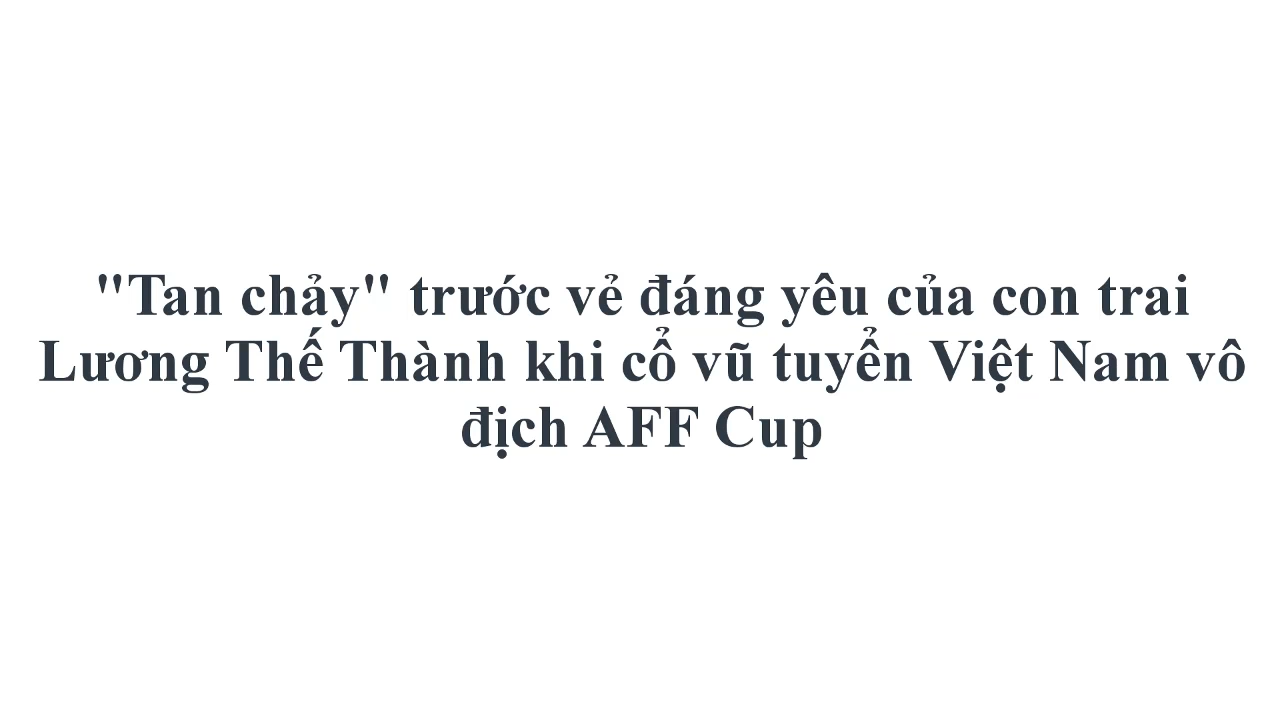 "Tan chảy" trước vẻ đáng yêu của con trai
Lương Thế Thành khi cổ vũ tuyển Việt Nam vô
địch AFF Cup